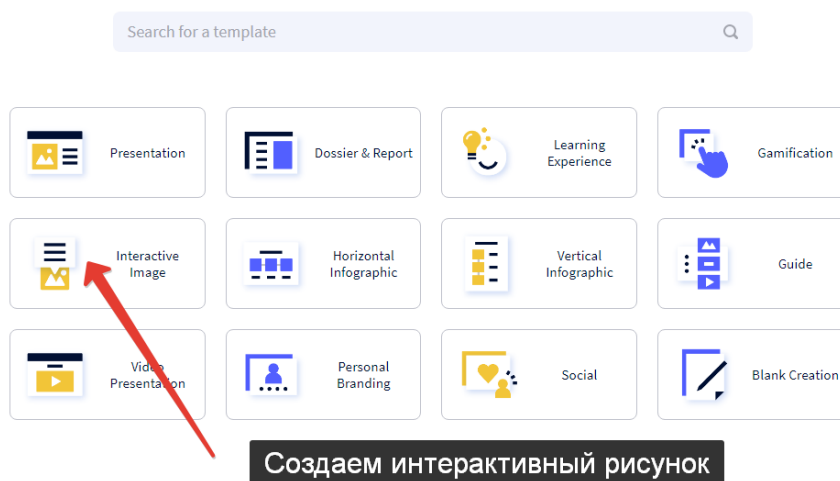 Search for a template
Presentation
Dossier & Report
Learning
Experience
Gamification
Interactive
Image
Horizontal
Infographic
Vertical
Infographic
Guide
Video
Presentation
Personal
Branding
Social
Blank Creation
Создаем интерактивный рисунок